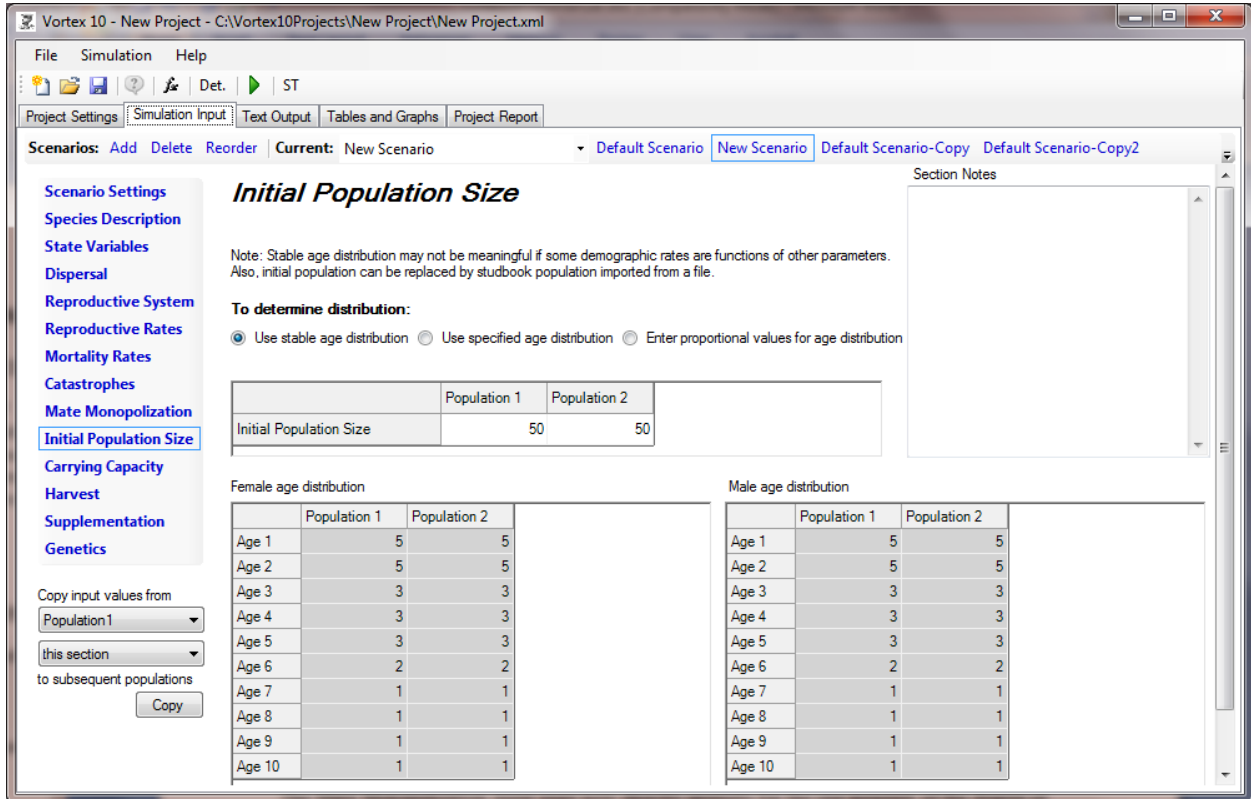 Vortex 10 - New Project - C:\Vortex10Projects\New Project\New Project.xml
File Simulation Help
fx Det. ST
Project Settings Simulation Input Text Output Tables and Graphs Project Report
Scenarios: Add Delete Reorder Current: New Scenario Default Scenario New Scenario Default Scenario-Copy Default Scenario-Copy2
Section Notes
Scenario Settings
Species Description
State Variables
Dispersal
Reproductive System
Reproductive Rates
Mortality Rates
Catastrophes
Mate Monopolization
Initial Population Size
Carrying Capacity
Harvest
Supplementation
Genetics
Copy input values from
Population1
this section
to subsequent populations
Copy
Initial Population Size
Note: Stable age distribution may not be meaningful if some demographic rates are functions of other parameters.
Also, initial population can be replaced by studbook population imported from a file.
To determine distribution:
Use stable age distribution Use specified age distribution Enter proportional values for age distribution
Population 1 Population 2
Initial Population Size 50 50
Female age distribution
Population 1 Population 2
Age 1 5 5
Age 2 5 5
Age 3 3 3
Age 4 3 3
Age 5 3 3
Age 6 2 2
Age 7 1 1
Age 8 1 1
Age 9 1 1
Age 10 1 1
Male age distribution
Population 1 Population 2
Age 1 5 5
Age 2 5 5
Age 3 3 3
Age 4 3 3
Age 5 3 3
Age 6 2 2
Age 7 1 1
Age 8 1 1
Age 9 1 1
Age 10 1 1